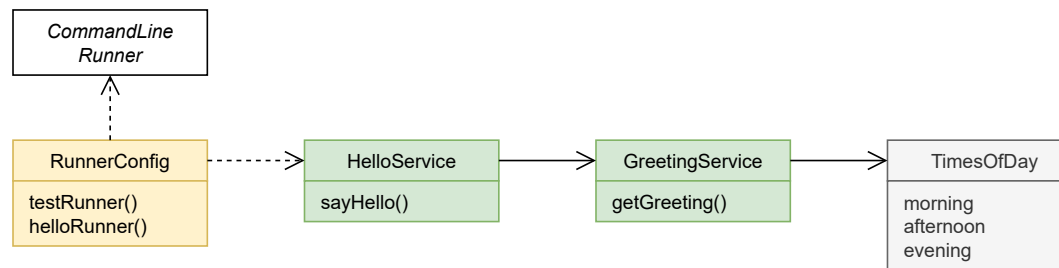 CommandLine
Runner
RunnerConfig
testRunner()
helloRunner()
HelloService
sayHello()
GreetingService
getGreeting()
TimesOfDay
morning
afternoon
evening